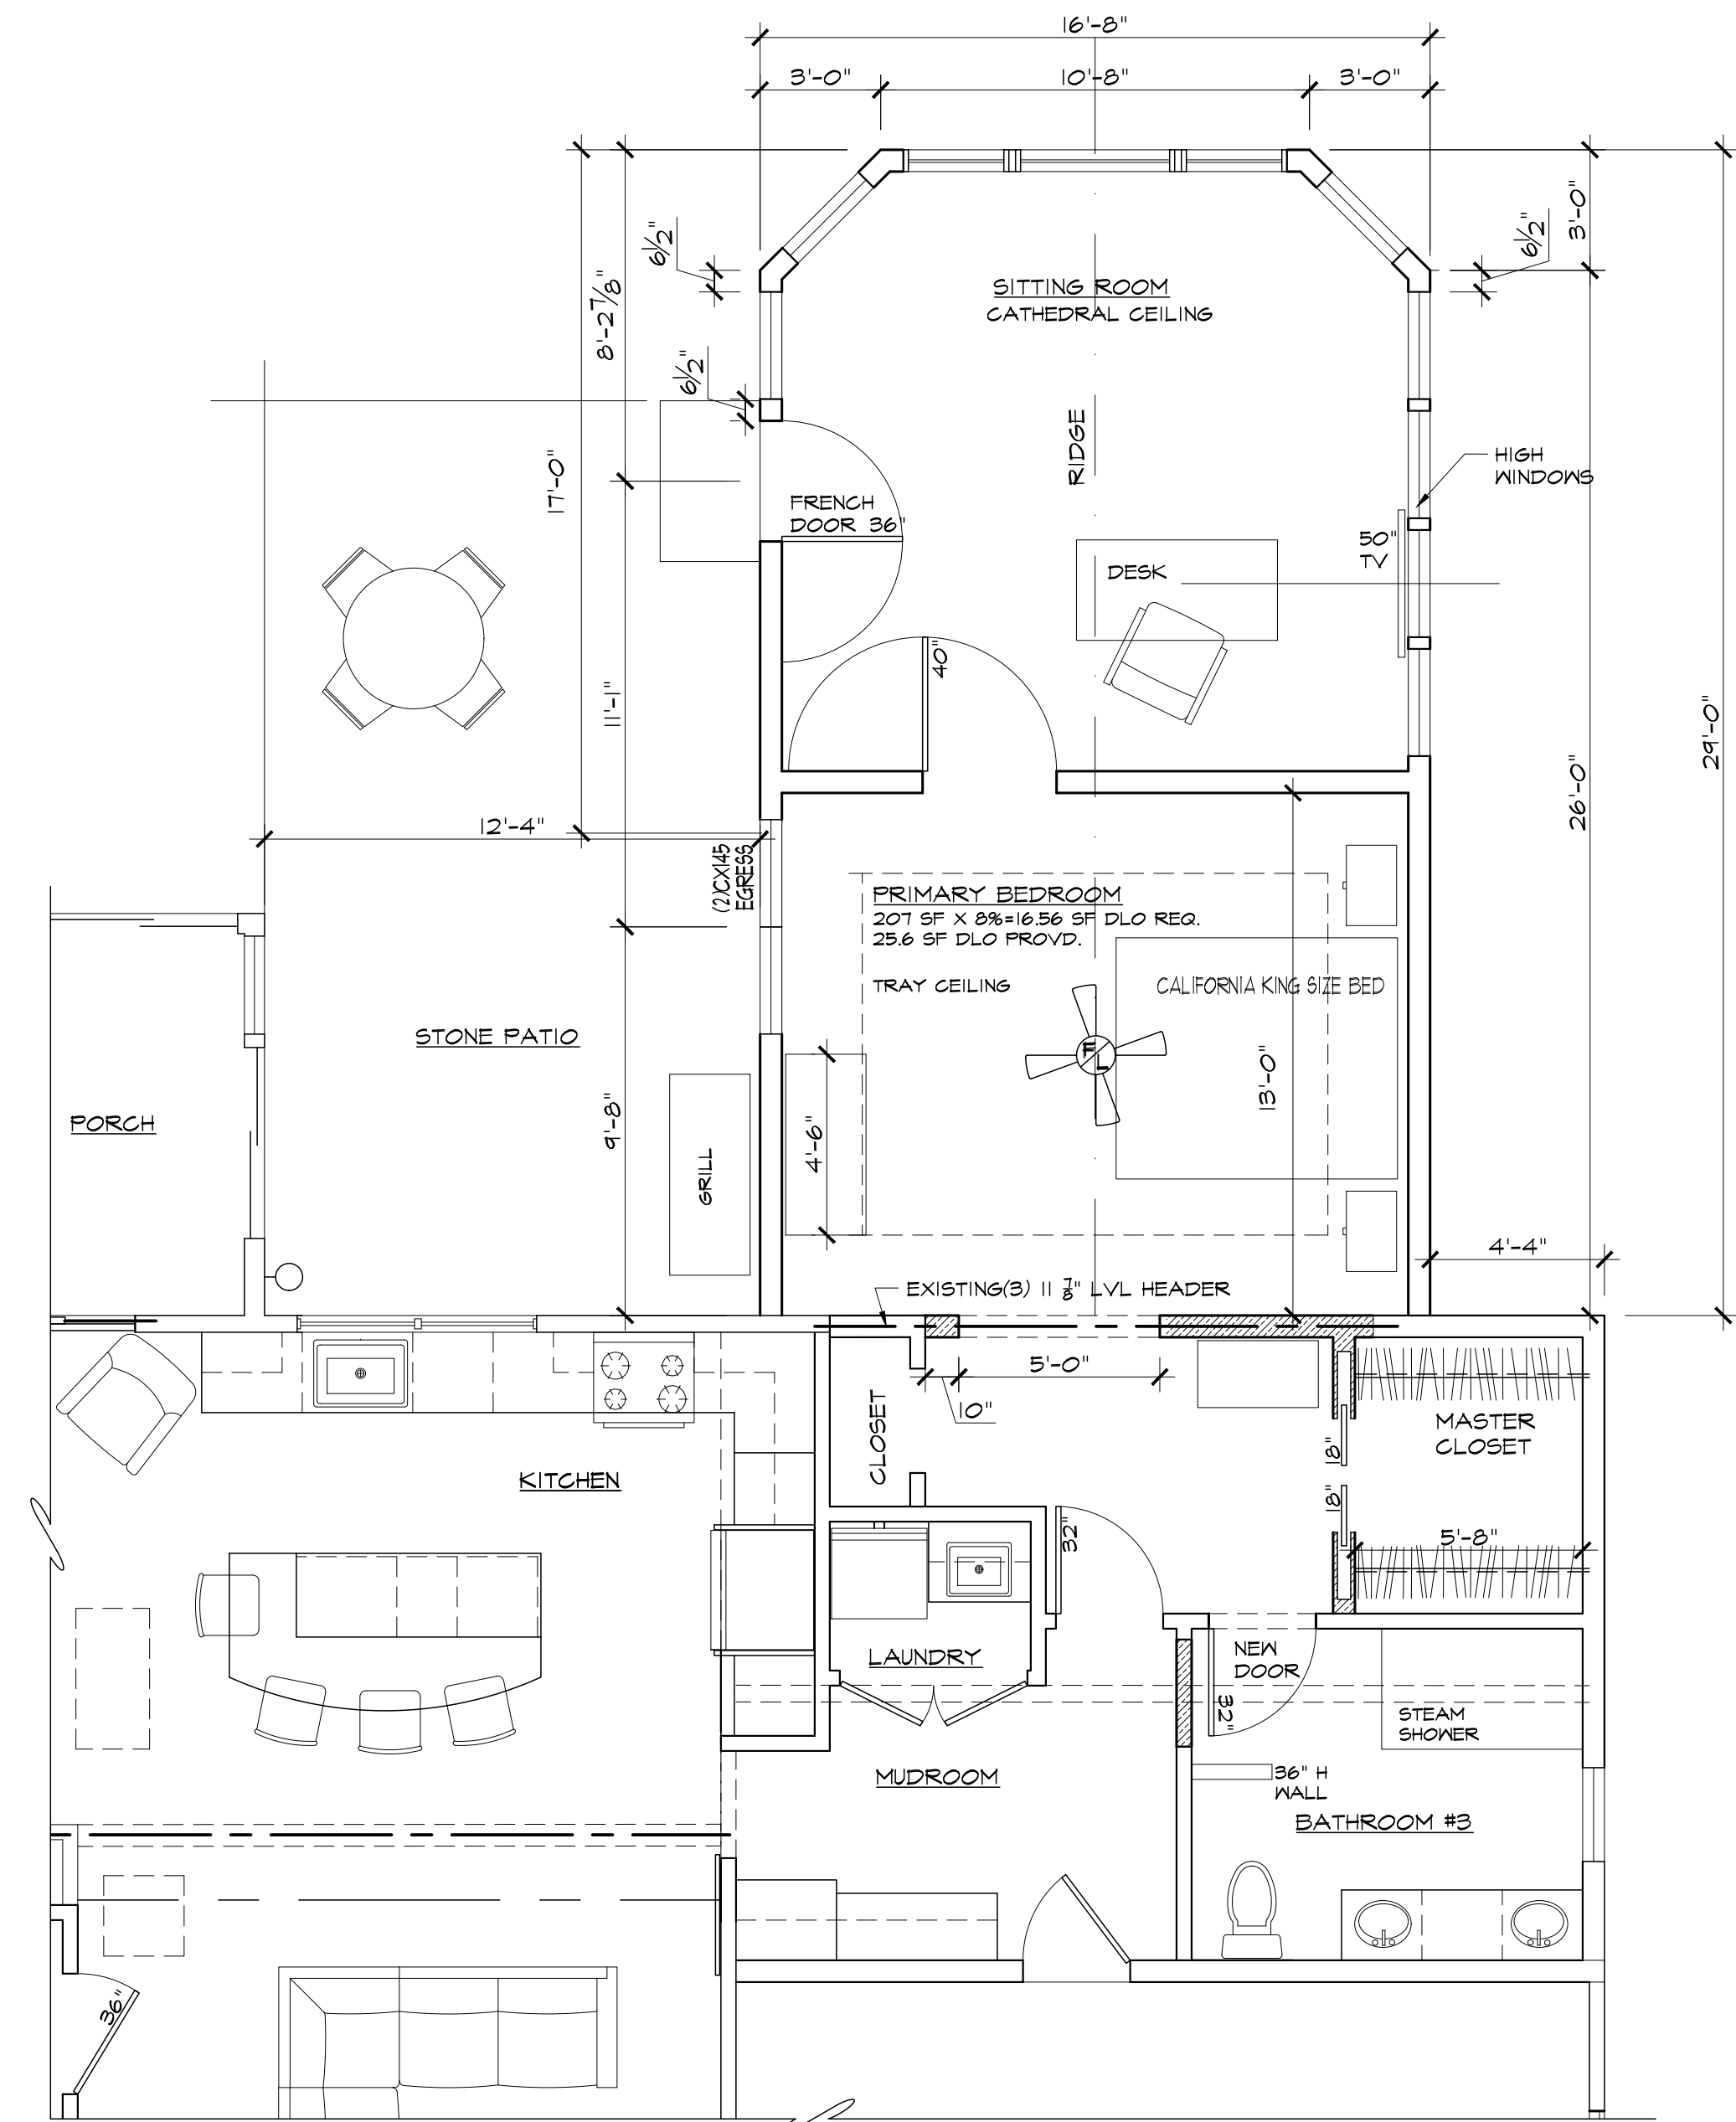 16'-8"
3'-0"
10'-8"
3'-0"
6½"
8'-2⅞"
6½"
3'-0"
SITTING ROOM
CATHEDRAL CEILING
6½"
17'-0"
RIDGE
HIGH
WINDOWS
FRENCH
DOOR 36"
50"
TV
DESK
40"
11'-1"
29'-0"
26'-0"
12'-4"
(2)CX145
EGRESS
PRIMARY BEDROOM
207 SF X 8%=16.56 SF DLO REQ.
25.6 SF DLO PROVD.
TRAY CEILING
CALIFORNIA KING SIZE BED
STONE PATIO
F
L
13'-0"
PORCH
9'-8"
4'-6"
GRILL
4'-4"
EXISTING(3) 11 ⅞" LVL HEADER
5'-0"
10"
CLOSET
MASTER
CLOSET
18"
KITCHEN
18"
32"
5'-8"
LAUNDRY
NEW
DOOR
32"
STEAM
SHOWER
MUDROOM
36" H
WALL
BATHROOM #3
36"